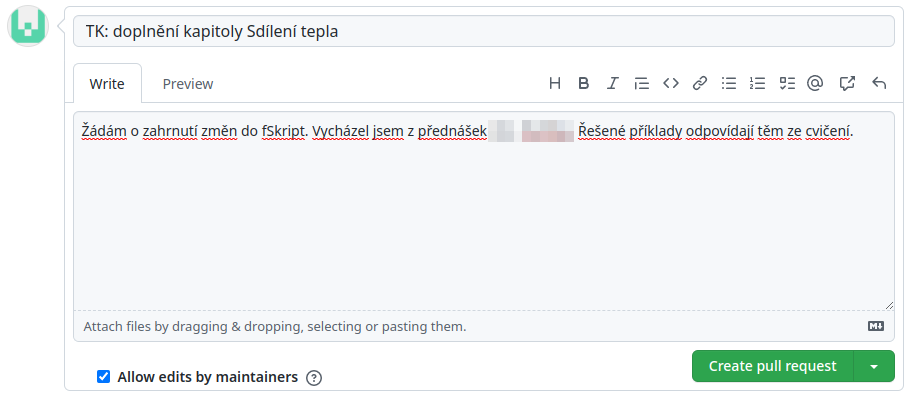 TK: doplnění kapitoly Sdílení tepla
Write Preview
Žádám o zahrnutí změn do fSkript. Vycházel jsem z přednášek Řešené příklady odpovídají těm ze cvičení.
Attach files by dragging & dropping, selecting or pasting them.
Allow edits by maintainers
Create pull request